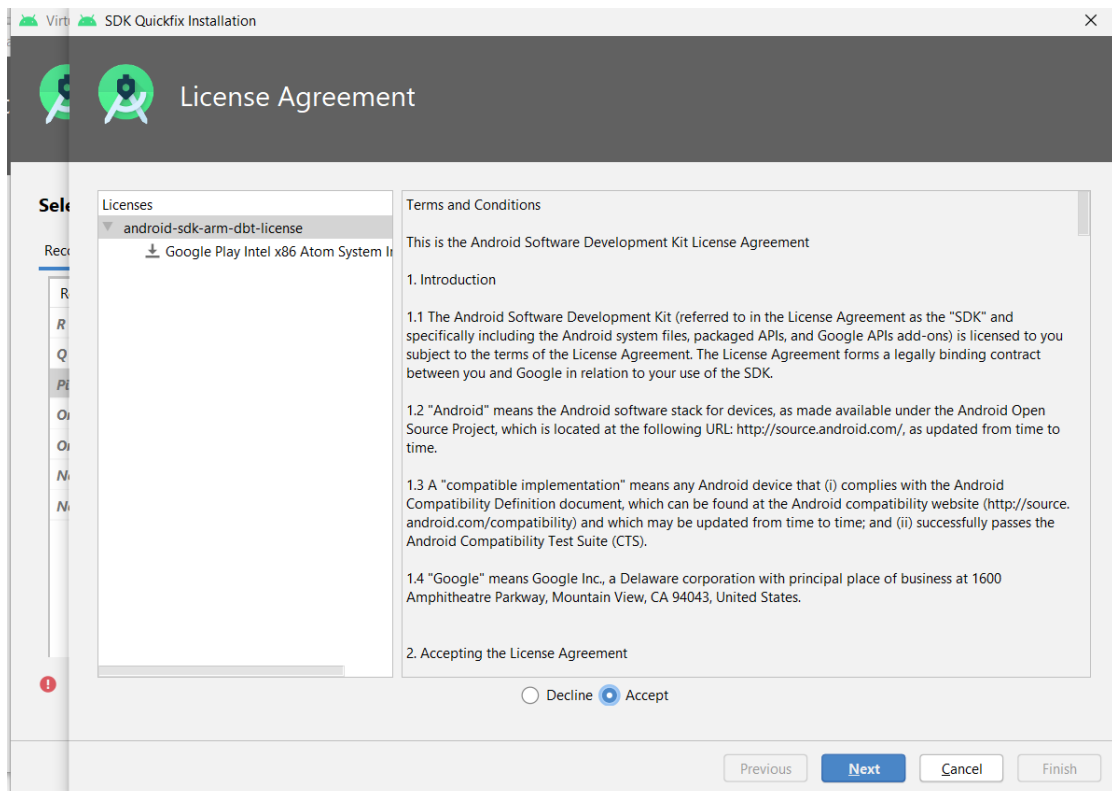 Virtu
SDK Quickfix Installation
License Agreement
Sele
Reco
R
R
Q
Pi
Licenses
android-sdk-arm-dbt-license
Google Play Intel x86 Atom System I
Terms and Conditions
This is the Android Software Development Kit License Agreement
1. Introduction
1.1 The Android Software Development Kit (referred to in the License Agreement as the "SDK" and
specifically including the Android system files, packaged APIs, and Google APIs add-ons) is licensed to you
subject to the terms of the License Agreement. The License Agreement forms a legally binding contract
between you and Google in relation to your use of the SDK.
1.2 "Android" means the Android software stack for devices, as made available under the Android Open
Source Project, which is located at the following URL: http://source.android.com/, as updated from time to
time.
1.3 A "compatible implementation" means any Android device that (i) complies with the Android
Compatibility Definition document, which can be found at the Android compatibility website (http://source.
android.com/compatibility) and which may be updated from time to time; and (ii) successfully passes the
Android Compatibility Test Suite (CTS).
1.4 "Google" means Google Inc., a Delaware corporation with principal place of business at 1600
Amphitheatre Parkway, Mountain View, CA 94043, United States.
2. Accepting the License Agreement
Decline Accept
Previous Next Cancel Finish